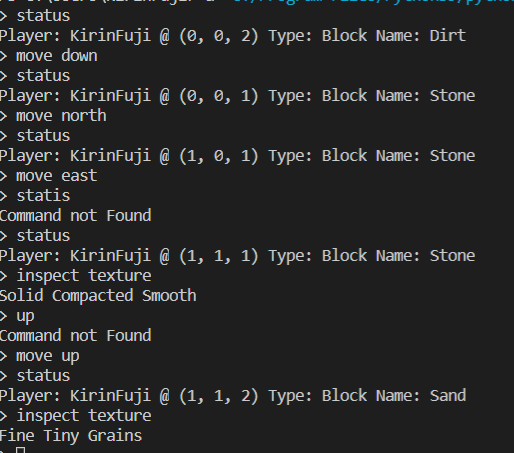 > status
Player: KirinFuji @ (0, 0, 2) Type: Block Name: Dirt
> move down
> status
Player: KirinFuji @ (0, 0, 1) Type: Block Name: Stone
> move north
> status
Player: KirinFuji @ (1, 0, 1) Type: Block Name: Stone
> move east
> statis
Command not Found
> status
Player: KirinFuji @ (1, 1, 1) Type: Block Name: Stone
> inspect texture
Solid Compacted Smooth
> up
Command not Found
> move up
> status
Player: KirinFuji @ (1, 1, 2) Type: Block Name: Sand
> inspect texture
Fine Tiny Grains
>